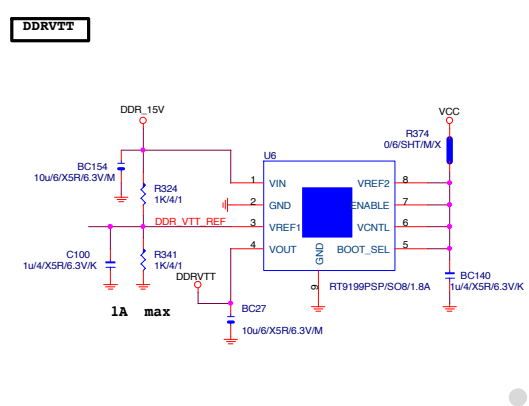 DDRVTT
DDR_15V
VCC
R374
0/6/SHT/M/X
U6
BC154
10u/6/X5R/6.3V/M
1 VIN VREF2 8
R324
1K/4/1
2 GND ENABLE 7
DDR_VTT_REF 3 VREF1 VCNTL 6
4 VOUT BOOT_SEL 5
C100
1u/4/X5R/6.3V/K
R341
1K/4/1
GND
9
DDRVTT
BC140
1u/4/X5R/6.3V/K
RT9199PSP/SO8/1.8A
1A max
BC27
10u/6/X5R/6.3V/M